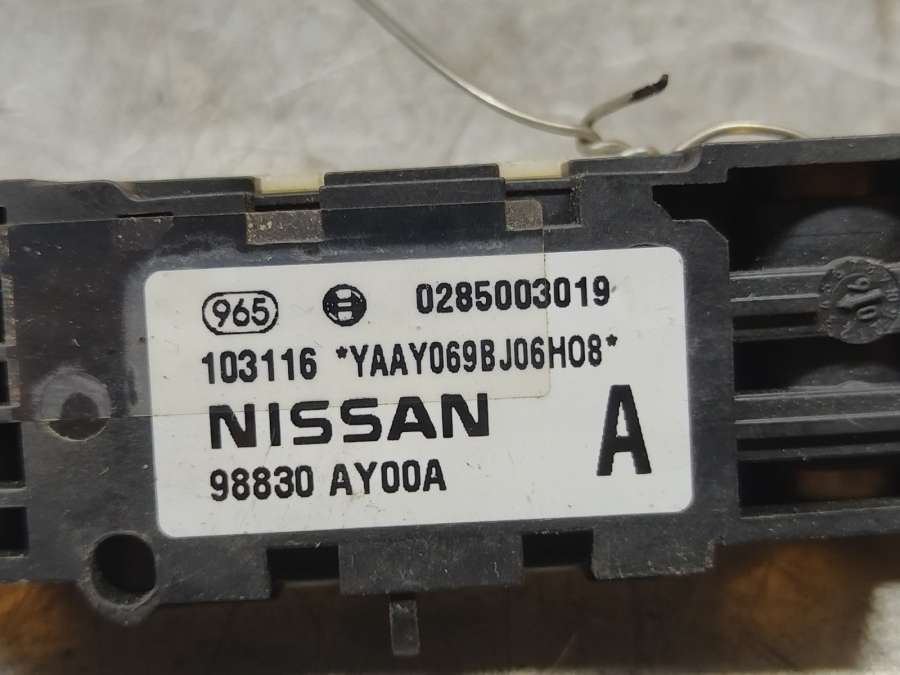 965 0285003019
103116 *YAAY069BJ06H08*
NISSAN A
98830 AY00A